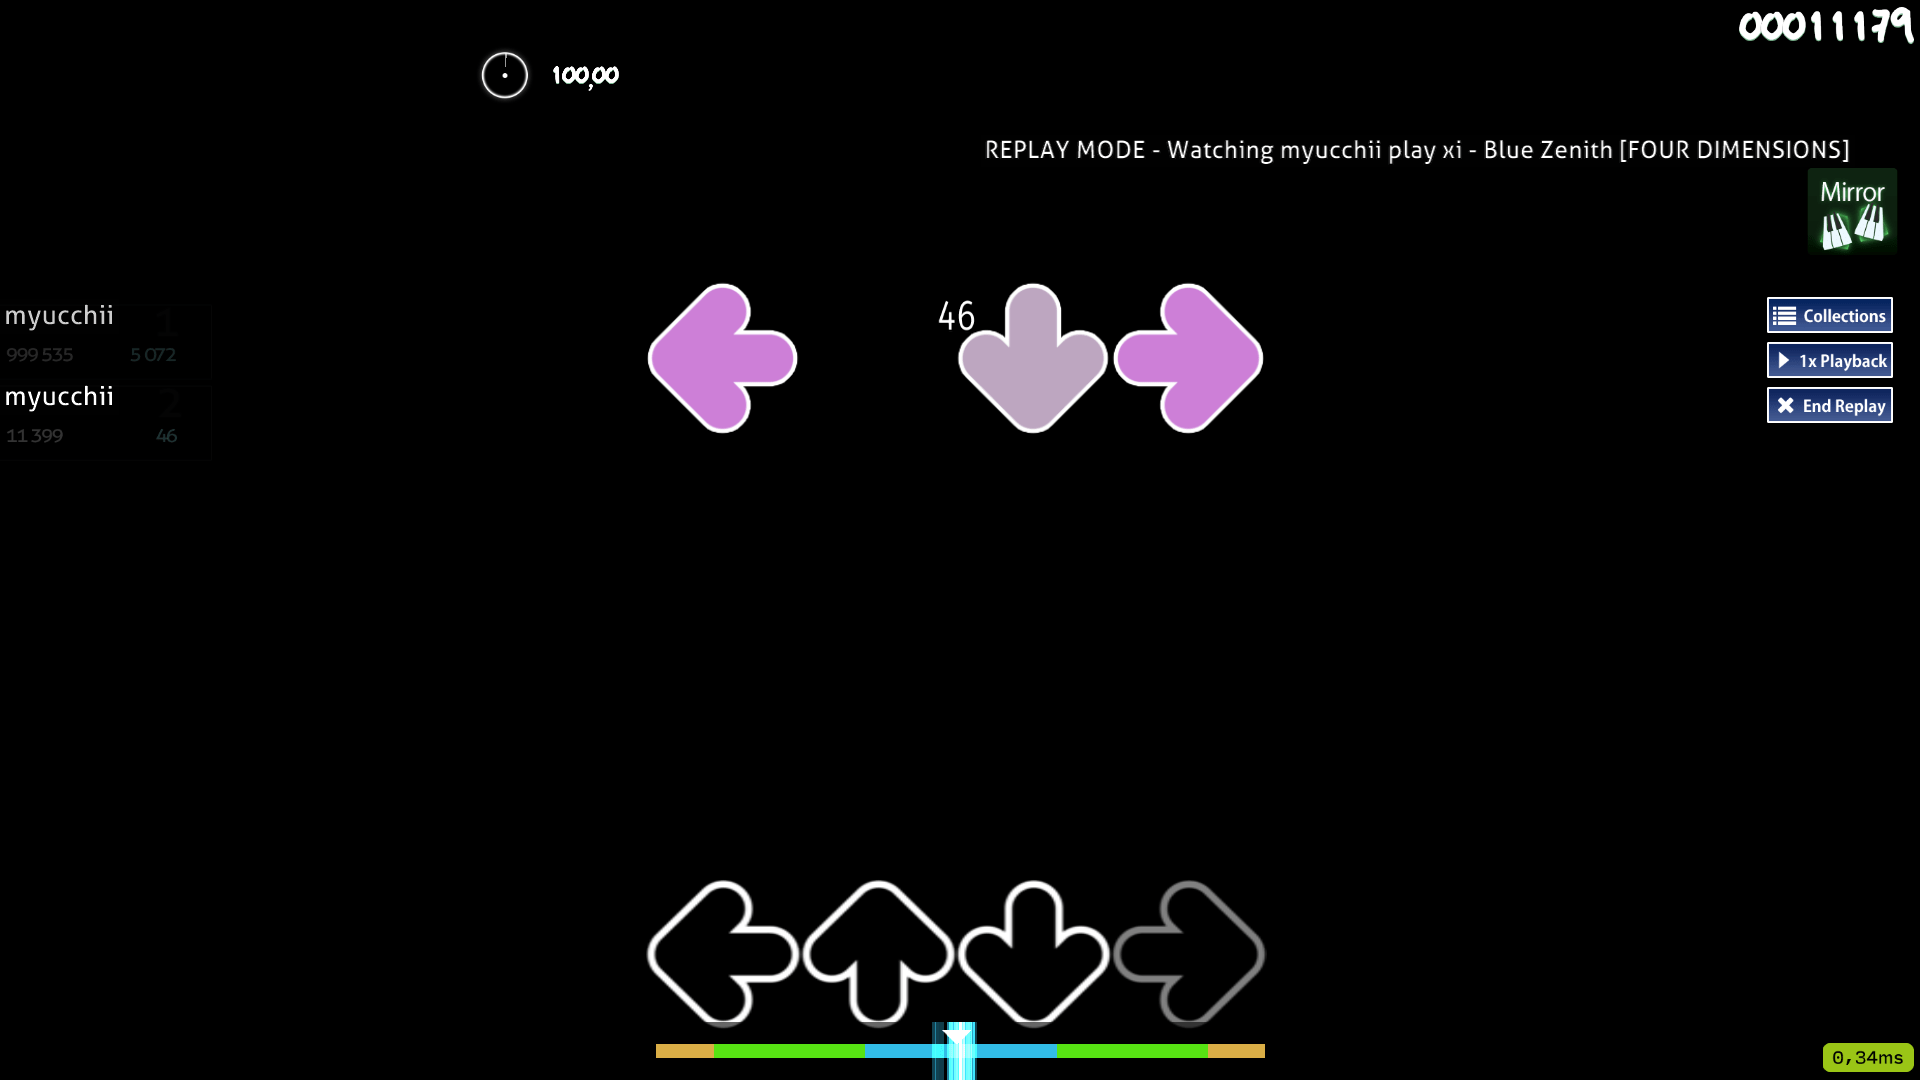 00011179
100,00
REPLAY MODE - Watching myucchii play xi - Blue Zenith [FOUR DIMENSIONS]
Mirror
myucchii 1
999 535 5 072
myucchii 2
11 399 46
46
Collections
1x Playback
End Replay
0,34ms